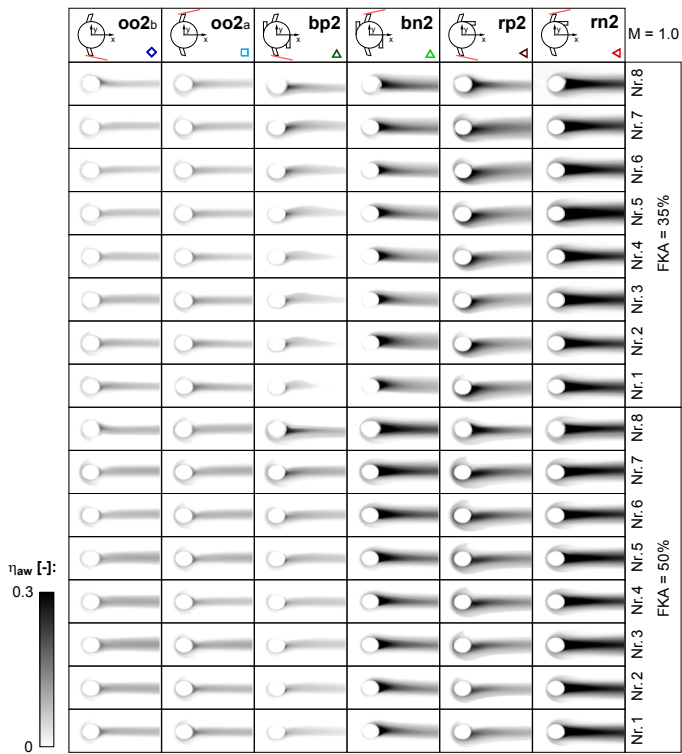 oo2b oo2a bp2 bn2 rp2 rn2 M = 1.0
y x y x y x y x y x y x
Nr.8
Nr.7
Nr.6
Nr.5
Nr.4
Nr.3
Nr.2
Nr.1
FKA = 35%
Nr.8
Nr.7
Nr.6
Nr.5
Nr.4
Nr.3
Nr.2
Nr.1
FKA = 50%
ηaw [-]:
0.3
0